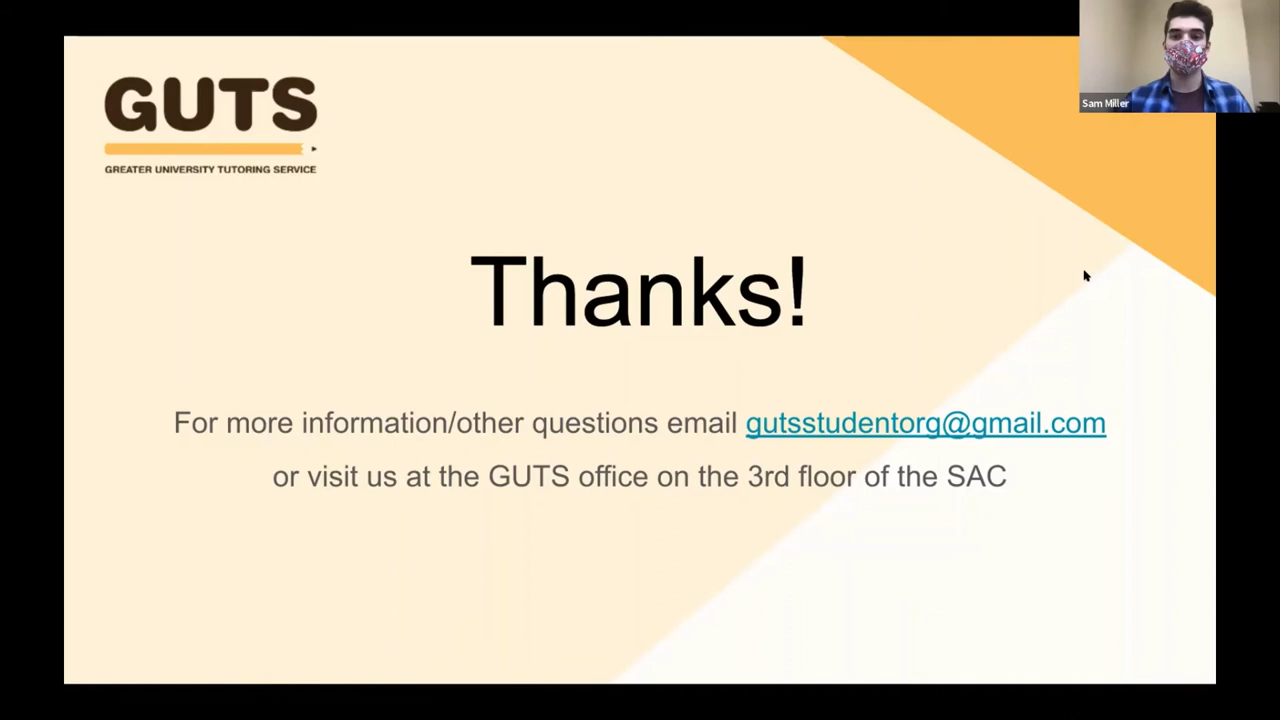 GUTS
GREATER UNIVERSITY TUTORING SERVICE
Sam Miller
Thanks!
For more information/other questions email gutsstudentorg@gmail.com
or visit us at the GUTS office on the 3rd floor of the SAC